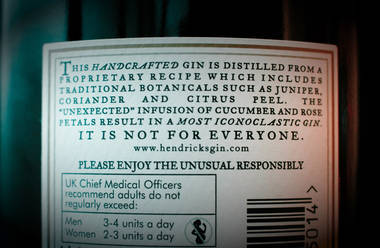 THIS HANDCRAFTED GIN IS DISTILLED FROM A
PROPRIETARY RECIPE WHICH INCLUDES
TRADITIONAL BOTANICALS SUCH AS JUNIPER,
CORIANDER AND CITRUS PEEL. THE
"UNEXPECTED" INFUSION OF CUCUMBER AND ROSE
PETALS RESULT IN A MOST ICONOCLASTIC GIN.
IT IS NOT FOR EVERYONE.
www.hendricksgin.com
PLEASE ENJOY THE UNUSUAL RESPONSIBLY
UK Chief Medical Officers
recommend adults do not
regularly exceed:
Men 3-4 units a day
Women 2-3 units a day
2014